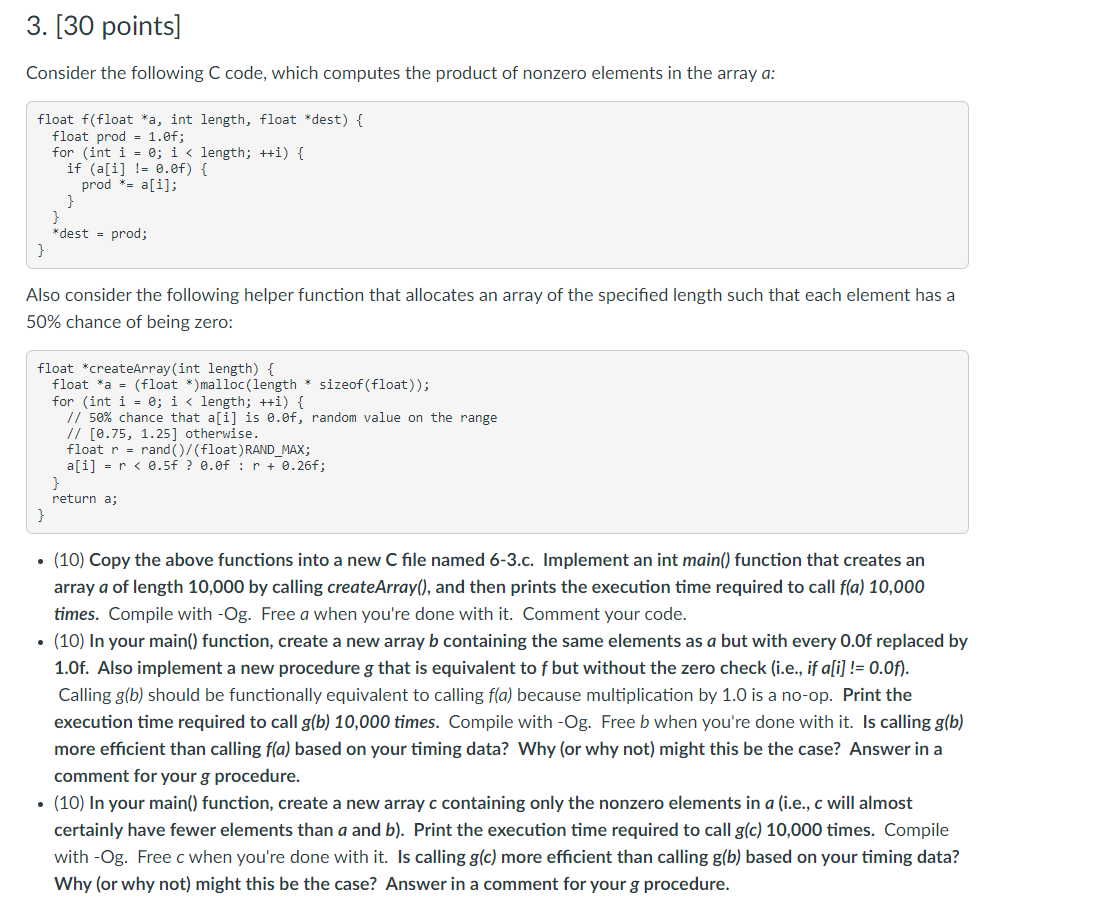 3. [30 points]
Consider the following C code, which computes the product of nonzero elements in the array a:
float f(float *a, int length, float *dest) {
float prod = 1.0f;
for (int i = 0; i < length; ++i) {
if (a[i] != 0.0f) {
prod *= a[i];
}
}
*dest = prod;
}
Also consider the following helper function that allocates an array of the specified length such that each element has a
50% chance of being zero:
float *createArray(int length) {
float *a = (float *)malloc(length * sizeof(float));
for (int i = 0; i < length; ++i) {
// 50% chance that a[i] is 0.0f, random value on the range
// [0.75, 1.25] otherwise.
float r = rand()/(float)RAND_MAX;
a[i] = r < 0.5f ? 0.0f : r + 0.26f;
}
return a;
}
• (10) Copy the above functions into a new C file named 6-3.c. Implement an int main() function that creates an
array a of length 10,000 by calling createArray(), and then prints the execution time required to call f(a) 10,000
times. Compile with -Og. Free a when you're done with it. Comment your code.
• (10) In your main() function, create a new array b containing the same elements as a but with every 0.0f replaced by
1.0f. Also implement a new procedure g that is equivalent to f but without the zero check (i.e., if a[i] != 0.0f).
Calling g(b) should be functionally equivalent to calling f(a) because multiplication by 1.0 is a no-op. Print the
execution time required to call g(b) 10,000 times. Compile with -Og. Free b when you're done with it. Is calling g(b)
more efficient than calling f(a) based on your timing data? Why (or why not) might this be the case? Answer in a
comment for your g procedure.
• (10) In your main() function, create a new array c containing only the nonzero elements in a (i.e., c will almost
certainly have fewer elements than a and b). Print the execution time required to call g(c) 10,000 times. Compile
with -Og. Free c when you're done with it. Is calling g(c) more efficient than calling g(b) based on your timing data?
Why (or why not) might this be the case? Answer in a comment for your g procedure.